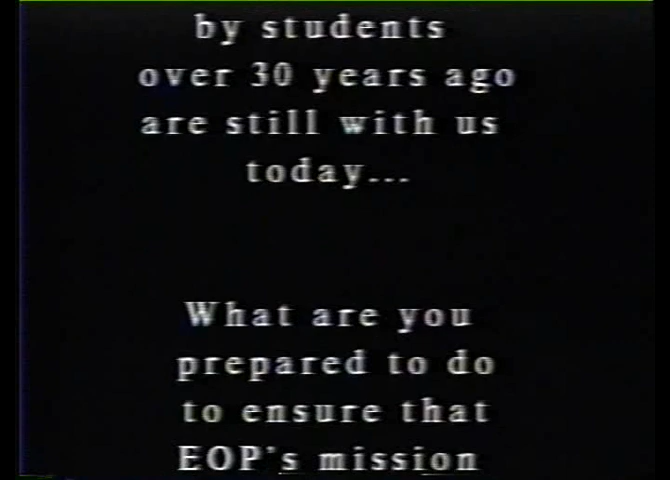 by students
over 30 years ago
are still with us
today...
What are you
prepared to do
to ensure that
EOP's mission